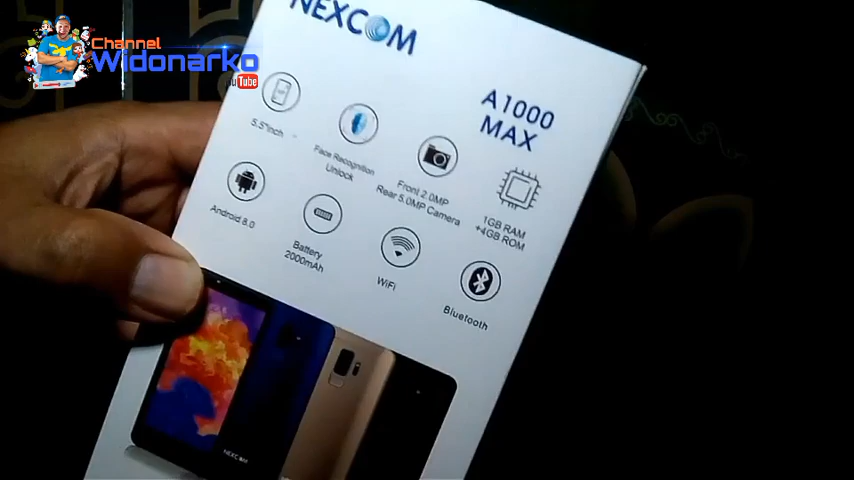 Channel
Widonarko
YouTube
NEXCOM
A1000
MAX
5.5"inch
Face Recognition
Unlock
Front 2.0MP
Rear 5.0MP Camera
1GB RAM
+4GB ROM
Android 8.0
Battery
2000mAh
WiFi
Bluetooth
NEXCOM